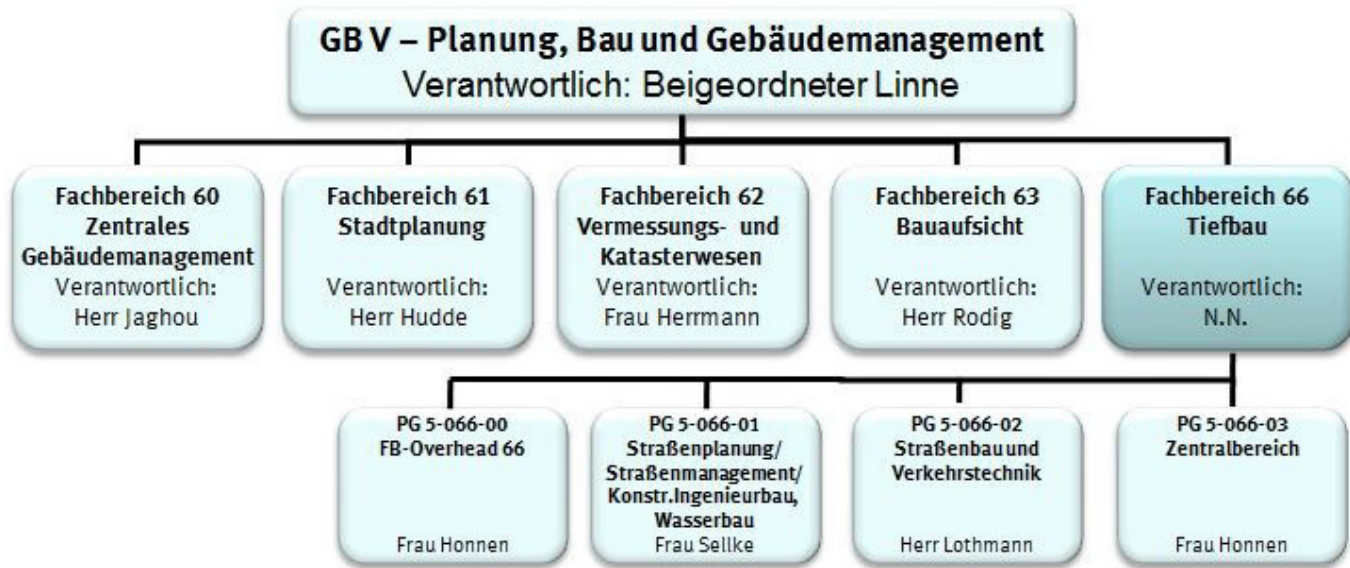 GB V – Planung, Bau und Gebäudemanagement
Verantwortlich: Beigeordneter Linne
Fachbereich 60
Zentrales
Gebäudemanagement
Verantwortlich:
Herr Jaghou
Fachbereich 61
Stadtplanung
Verantwortlich:
Herr Hudde
Fachbereich 62
Vermessungs- und
Katasterwesen
Verantwortlich:
Frau Herrmann
Fachbereich 63
Bauaufsicht
Verantwortlich:
Herr Rodig
Fachbereich 66
Tiefbau
Verantwortlich:
N.N.
PG 5-066-00
FB-Overhead 66
Frau Honnen
PG 5-066-01
Straßenplanung/
Straßenmanagement/
Konstr.Ingenieurbau,
Wasserbau
Frau Sellke
PG 5-066-02
Straßenbau und
Verkehrstechnik
Herr Lothmann
PG 5-066-03
Zentralbereich
Frau Honnen